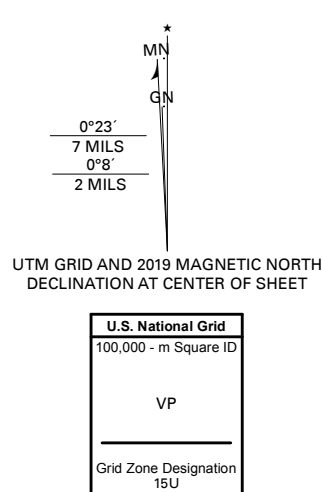 ★
MN
GN
0°23´
7 MILS
0°8´
2 MILS
UTM GRID AND 2019 MAGNETIC NORTH
DECLINATION AT CENTER OF SHEET
U.S. National Grid
100,000 - m Square ID
VP
Grid Zone Designation
15U